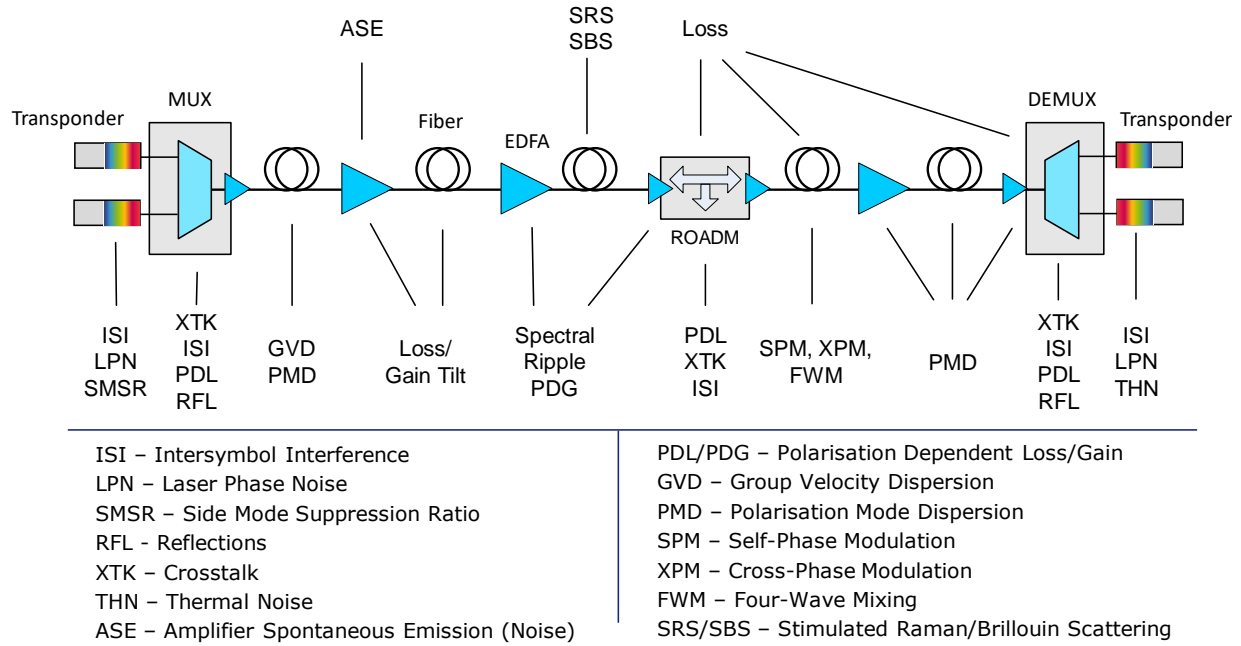 SRS
SBS
ASE
Loss
MUX
DEMUX
Transponder
Fiber
EDFA
Transponder
ROADM
ISI
LPN
SMSR
XTK
ISI
PDL
RFL
GVD
PMD
Loss/
Gain Tilt
Spectral
Ripple
PDG
PDL
XTK
ISI
SPM, XPM,
FWM
PMD
XTK
ISI
PDL
RFL
ISI
LPN
THN
ISI – Intersymbol Interference
LPN – Laser Phase Noise
SMSR – Side Mode Suppression Ratio
RFL - Reflections
XTK – Crosstalk
THN – Thermal Noise
ASE – Amplifier Spontaneous Emission (Noise)
PDL/PDG – Polarisation Dependent Loss/Gain
GVD – Group Velocity Dispersion
PMD – Polarisation Mode Dispersion
SPM – Self-Phase Modulation
XPM – Cross-Phase Modulation
FWM – Four-Wave Mixing
SRS/SBS – Stimulated Raman/Brillouin Scattering